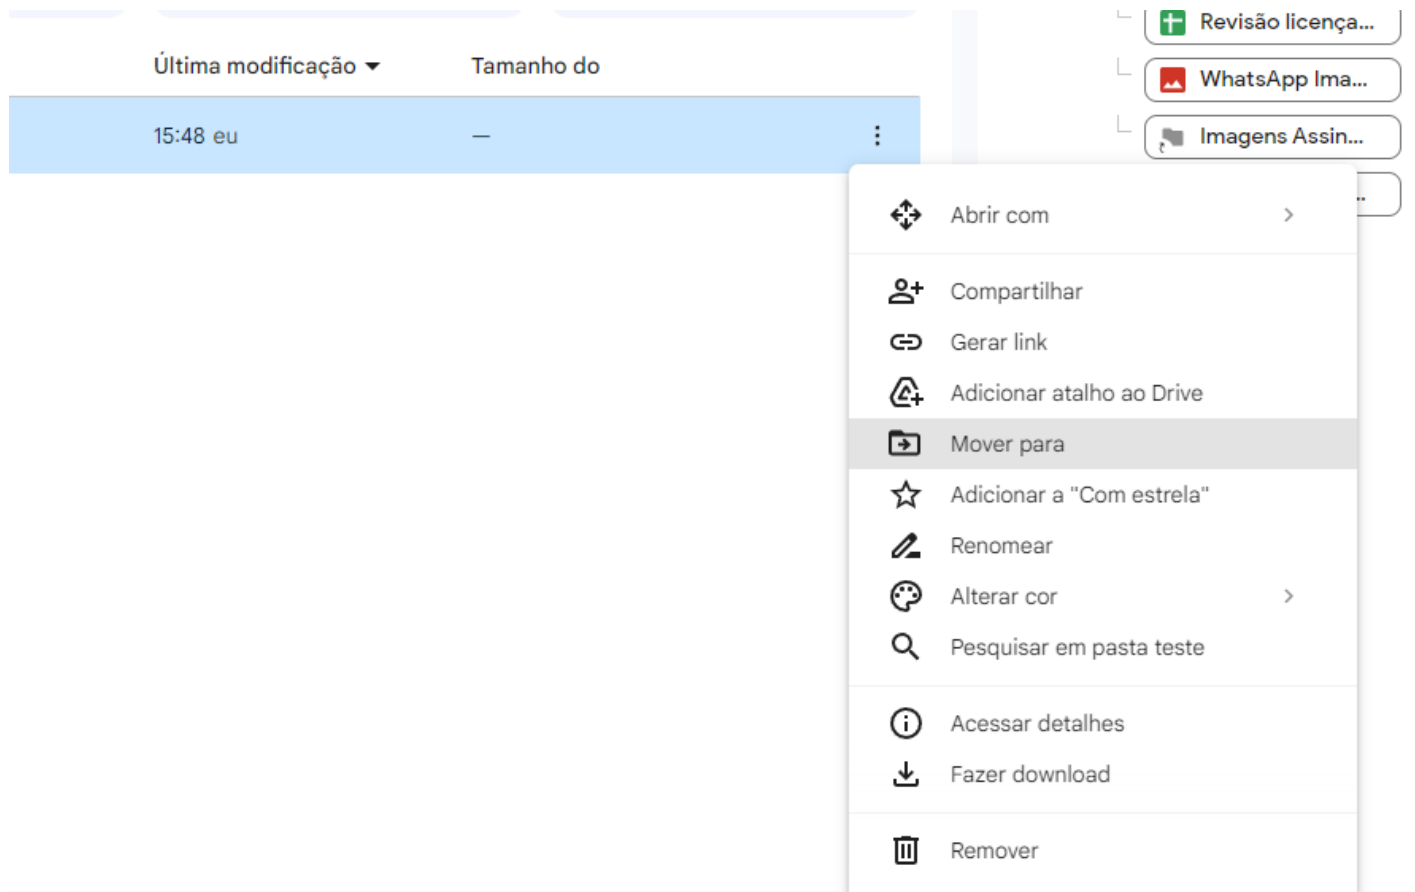 Última modificação
Tamanho do
15:48 eu
—
Revisão licença...
WhatsApp Ima...
Imagens Assin...
..
Abrir com
Compartilhar
Gerar link
Adicionar atalho ao Drive
Mover para
Adicionar a "Com estrela"
Renomear
Alterar cor
Pesquisar em pasta teste
Acessar detalhes
Fazer download
Remover